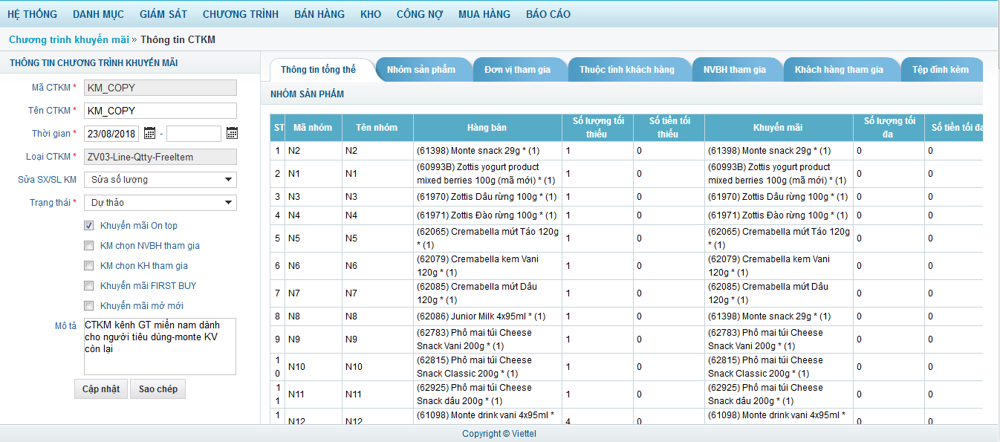 HỆ THỐNG DANH MỤC GIÁM SÁT CHƯƠNG TRÌNH BÁN HÀNG KHO CÔNG NỢ MUA HÀNG BÁO CÁO
Chương trình khuyến mãi » Thông tin CTKM
THÔNG TIN CHƯƠNG TRÌNH KHUYẾN MÃI
Mã CTKM * KM_COPY
Tên CTKM * KM_COPY
Thời gian * 23/08/2018 -
Loại CTKM * ZV03-Line-Qtty-FreeItem
Sửa SX/SL KM Sửa số lượng
Trạng thái * Dự thảo
Khuyến mãi On top
KM chọn NVBH tham gia
KM chọn KH tham gia
Khuyến mãi FIRST BUY
Khuyến mãi mở mới
Mô tả CTKM kênh GT miền nam dành
cho người tiêu dùng-monte KV
còn lại
Cập nhật Sao chép
Thông tin tổng thể Nhóm sản phẩm Đơn vị tham gia Thuộc tính khách hàng NVBH tham gia Khách hàng tham gia Tệp đính kèm
NHÓM SẢN PHẨM
ST Mã nhóm Tên nhóm Hàng bán Số lượng tối thiểu Số tiền tối thiểu Khuyến mãi Số lượng tối đa Số tiền tối đa
1 N2 N2 (61398) Monte snack 29g * (1) 1 0 (61398) Monte snack 29g * (1) 0 0
2 N1 N1 (60993B) Zottis yogurt product mixed berries 100g (mã mới) * (1) 1 0 (60993B) Zottis yogurt product mixed berries 100g (mã mới) * (1) 0 0
3 N3 N3 (61970) Zottis Dâu rừng 100g * (1) 1 0 (61970) Zottis Dâu rừng 100g * (1) 0 0
4 N4 N4 (61971) Zottis Đào rừng 100g * (1) 1 0 (61971) Zottis Đào rừng 100g * (1) 0 0
5 N5 N5 (62065) Cremabella mứt Táo 120g * (1) 1 0 (62065) Cremabella mứt Táo 120g * (1) 0 0
6 N6 N6 (62079) Cremabella kem Vani 120g * (1) 1 0 (62079) Cremabella kem Vani 120g * (1) 0 0
7 N7 N7 (62085) Cremabella mứt Dâu 120g * (1) 1 0 (62085) Cremabella mứt Dâu 120g * (1) 0 0
8 N8 N8 (62086) Junior Milk 4x95ml * (1) 1 0 (61398) Monte snack 29g * (1) 0 0
9 N9 N9 (62783) Phô mai túi Cheese Snack Vani 200g * (1) 1 0 (62783) Phô mai túi Cheese Snack Vani 200g * (1) 0 0
10 N10 N10 (62815) Phô mai túi Cheese Snack Classic 200g * (1) 1 0 (62815) Phô mai túi Cheese Snack Classic 200g * (1) 0 0
11 N11 N11 (62925) Phô mai túi Cheese Snack dâu 200g * (1) 1 0 (62925) Phô mai túi Cheese Snack dâu 200g * (1) 0 0
1 N12 N12 (61098) Monte drink vani 4x95ml * 4 0 (61098) Monte drink vani 4x95ml * 0 0
Copyright © Viettel